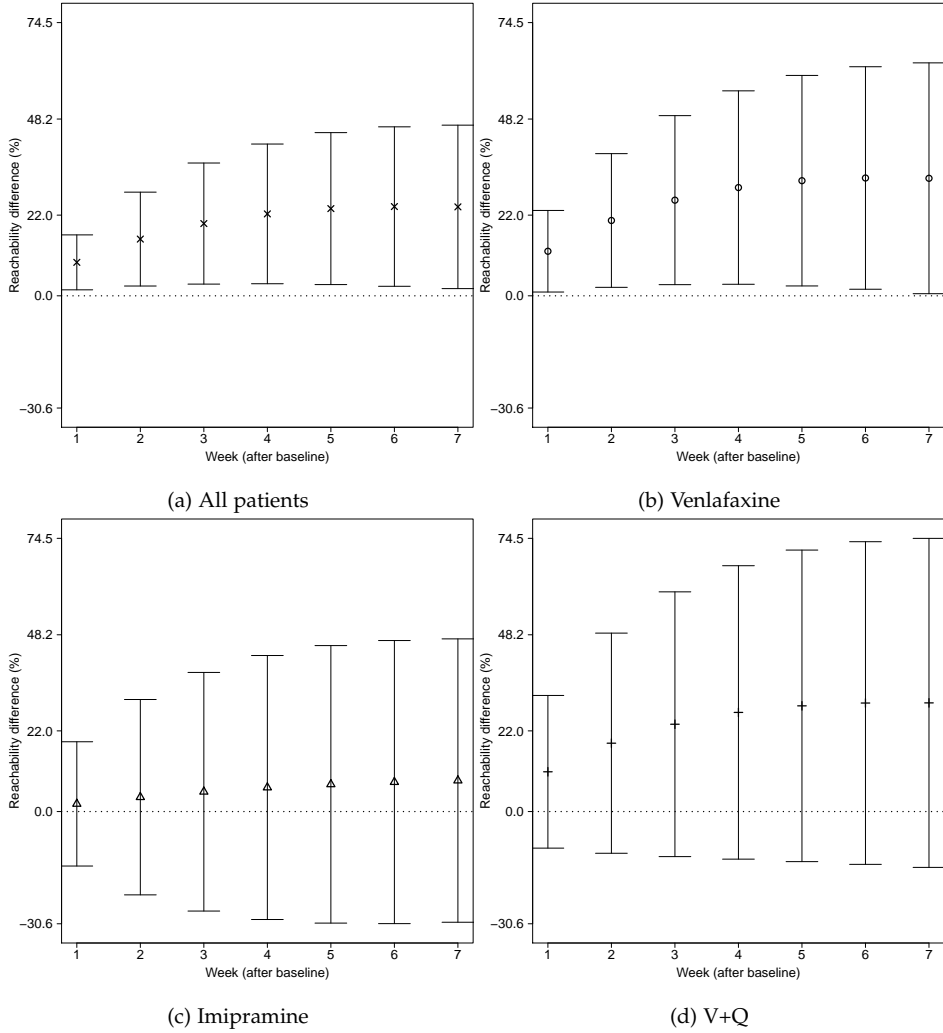 74.5
48.2
22.0
0.0
−30.6
Reachability difference (%)
1 2 3 4 5 6 7
Week (after baseline)
(a) All patients
74.5
48.2
22.0
0.0
−30.6
Reachability difference (%)
1 2 3 4 5 6 7
Week (after baseline)
(b) Venlafaxine
74.5
48.2
22.0
0.0
−30.6
Reachability difference (%)
1 2 3 4 5 6 7
Week (after baseline)
(c) Imipramine
74.5
48.2
22.0
0.0
−30.6
Reachability difference (%)
1 2 3 4 5 6 7
Week (after baseline)
(d) V+Q